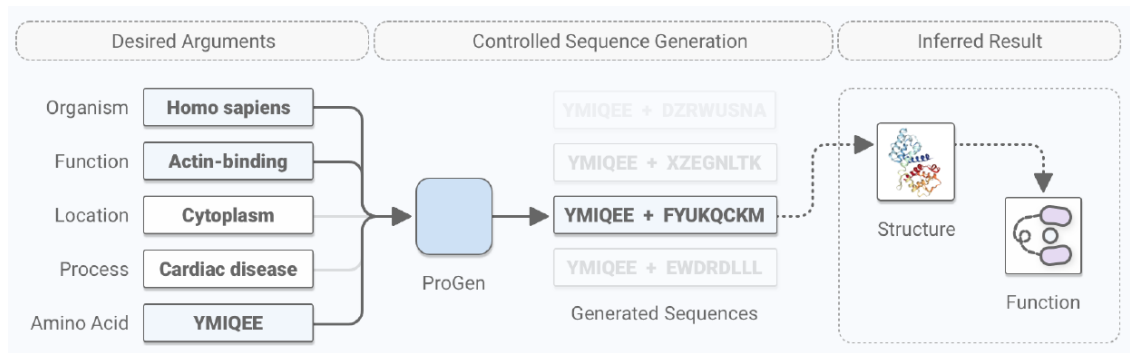 Desired Arguments
Controlled Sequence Generation
Inferred Result
Organism Homo sapiens
Function Actin-binding
Location Cytoplasm
Process Cardiac disease
Amino Acid YMIQEE
ProGen
YMIQEE + DZRWUSNA
YMIQEE + XZEGNLTK
YMIQEE + FYUKQCKM
YMIQEE + EWDRDLLL
Generated Sequences
Structure
Function